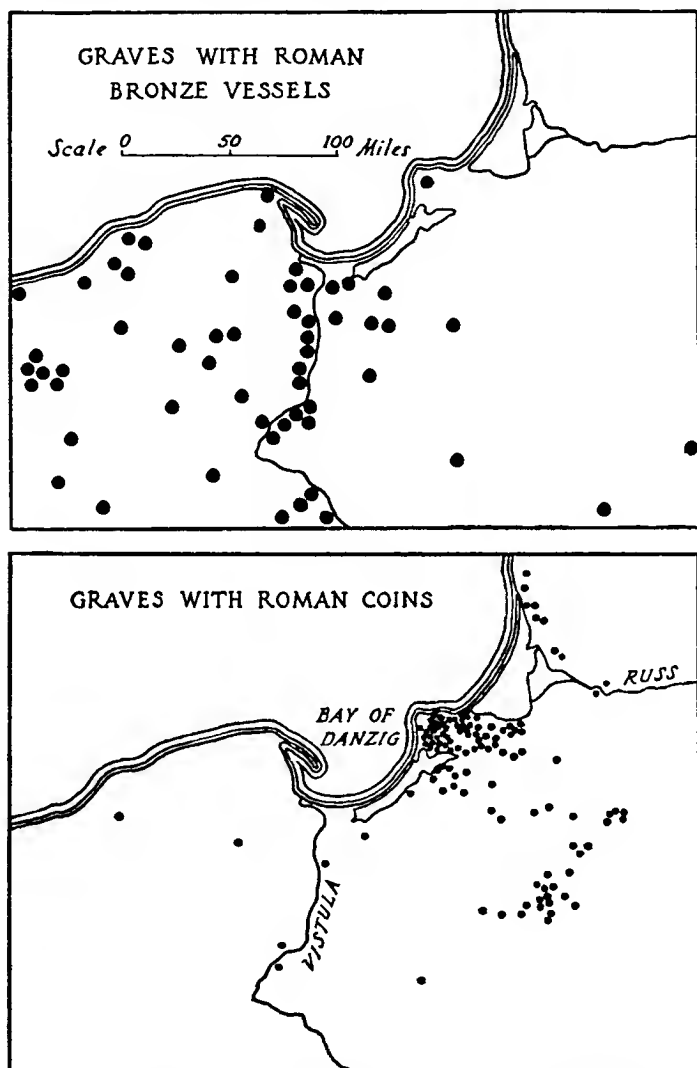 GRAVES WITH ROMAN
BRONZE VESSELS
Scale 0 50 100 Miles
GRAVES WITH ROMAN COINS
RUSS
BAY OF
DANZIG
VISTULA